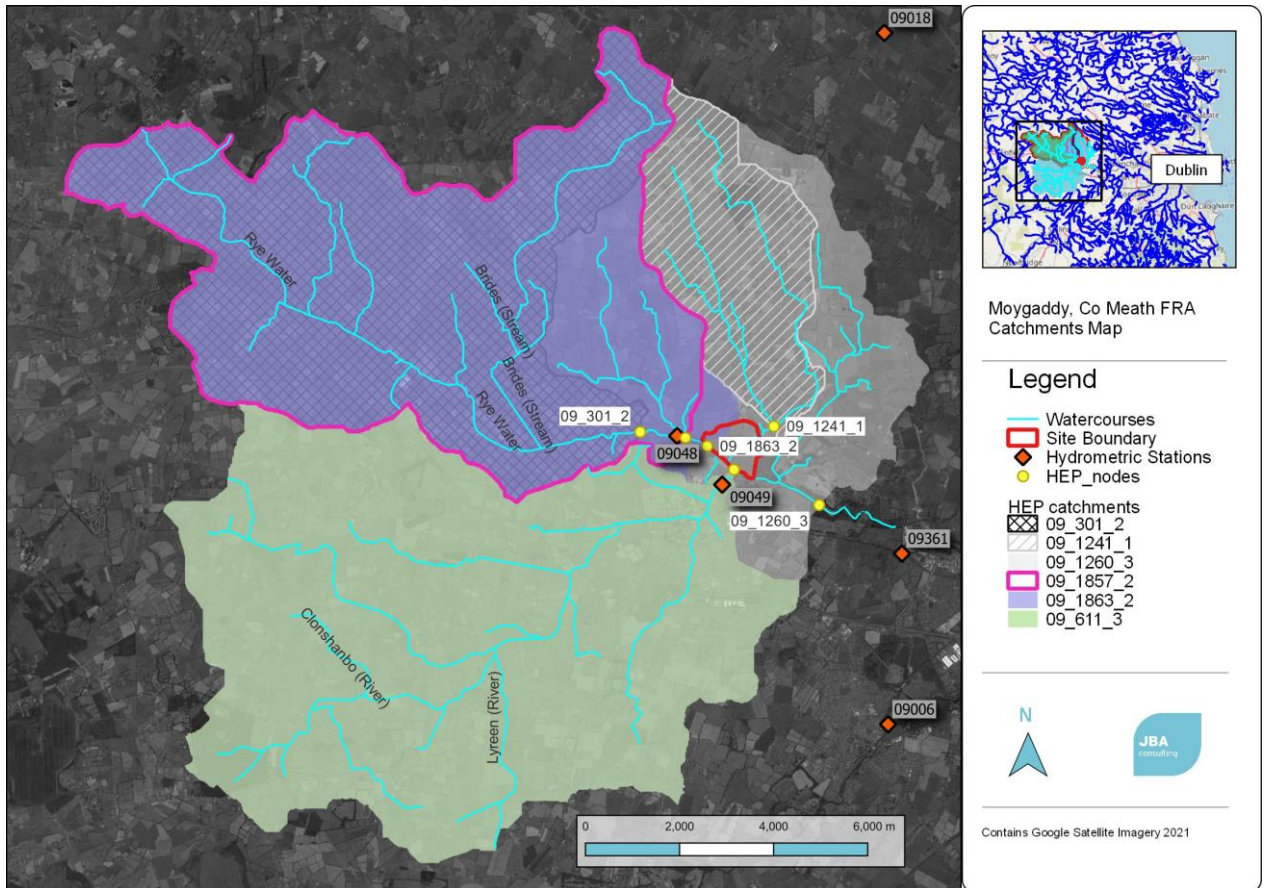 09018
Rye Water
Brides (Stream)
Brides (Stream)
Rye Water
09_301_2
09_1241_1
09_1863_2
09048
09049
09_1260_3
09361
Clonshanbo (River)
Lyreen (River)
09006
0 2,000 4,000 6,000 m
Dublin
Moygaddy, Co Meath FRA
Catchments Map
Legend
Watercourses
Site Boundary
Hydrometric Stations
HEP_nodes
HEP catchments
09_301_2
09_1241_1
09_1260_3
09_1857_2
09_1863_2
09_611_3
N
JBA
consulting
Contains Google Satellite Imagery 2021